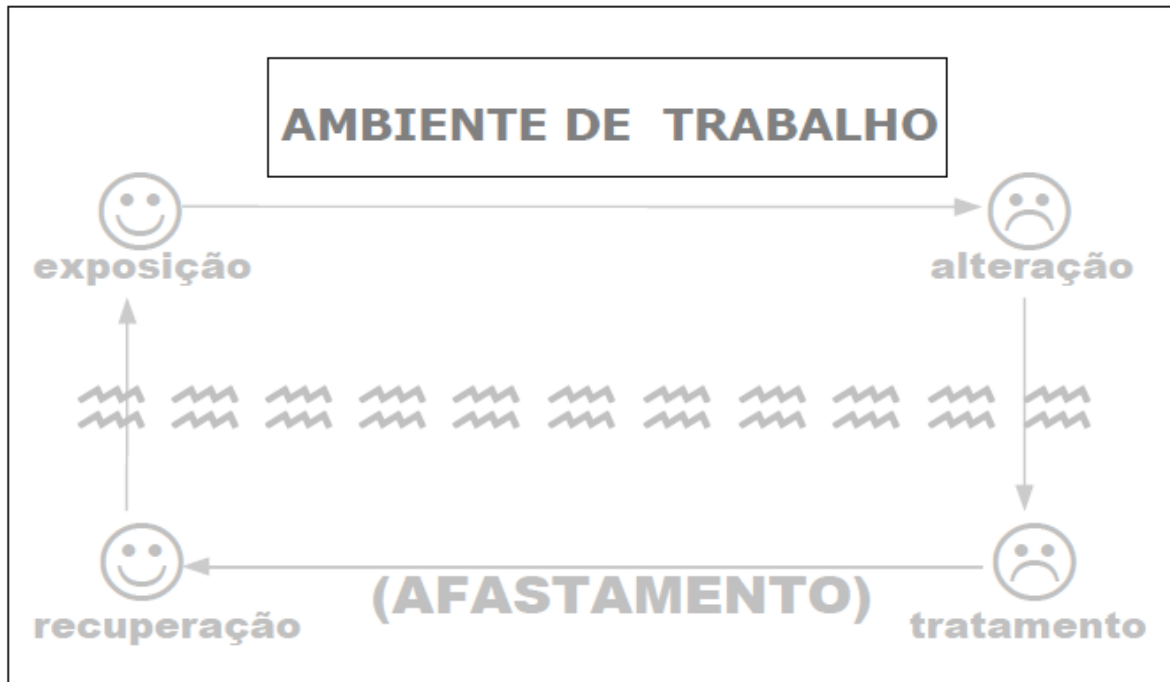 AMBIENTE DE TRABALHO
exposição
alteração
(AFASTAMENTO)
recuperação
tratamento